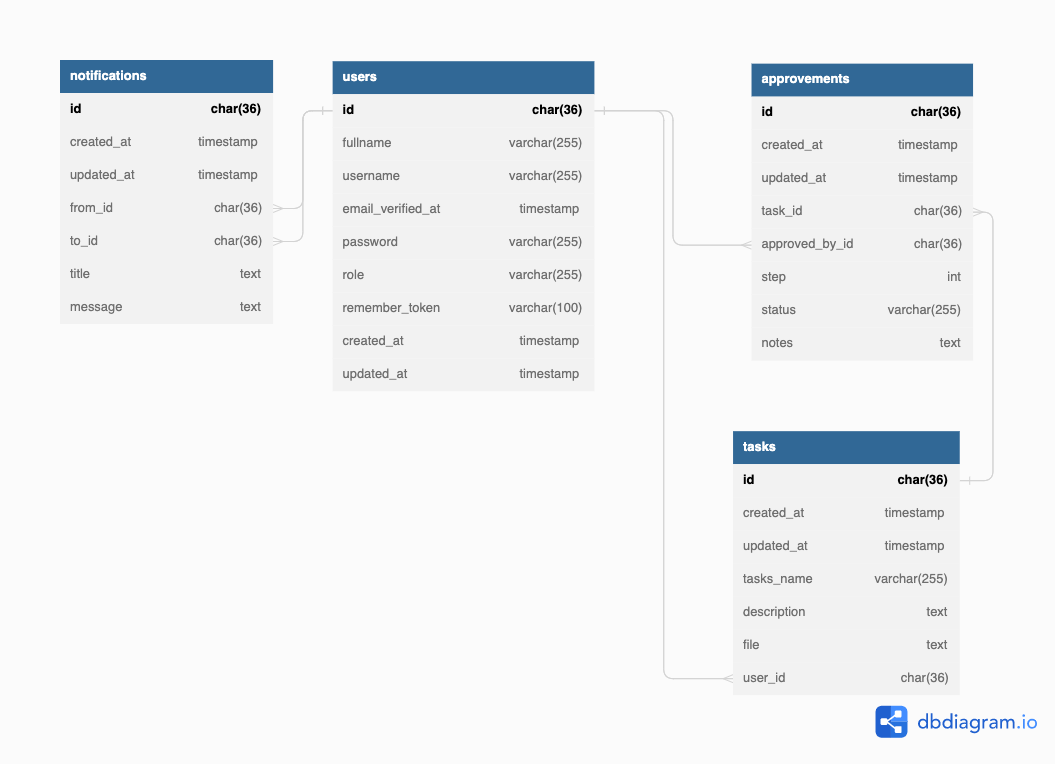 notifications
id char(36)
created_at timestamp
updated_at timestamp
from_id char(36)
to_id char(36)
title text
message text
users
id char(36)
fullname varchar(255)
username varchar(255)
email_verified_at timestamp
password varchar(255)
role varchar(255)
remember_token varchar(100)
created_at timestamp
updated_at timestamp
approvements
id char(36)
created_at timestamp
updated_at timestamp
task_id char(36)
approved_by_id char(36)
step int
status varchar(255)
notes text
tasks
id char(36)
created_at timestamp
updated_at timestamp
tasks_name varchar(255)
description text
file text
user_id char(36)
dbdiagram.io